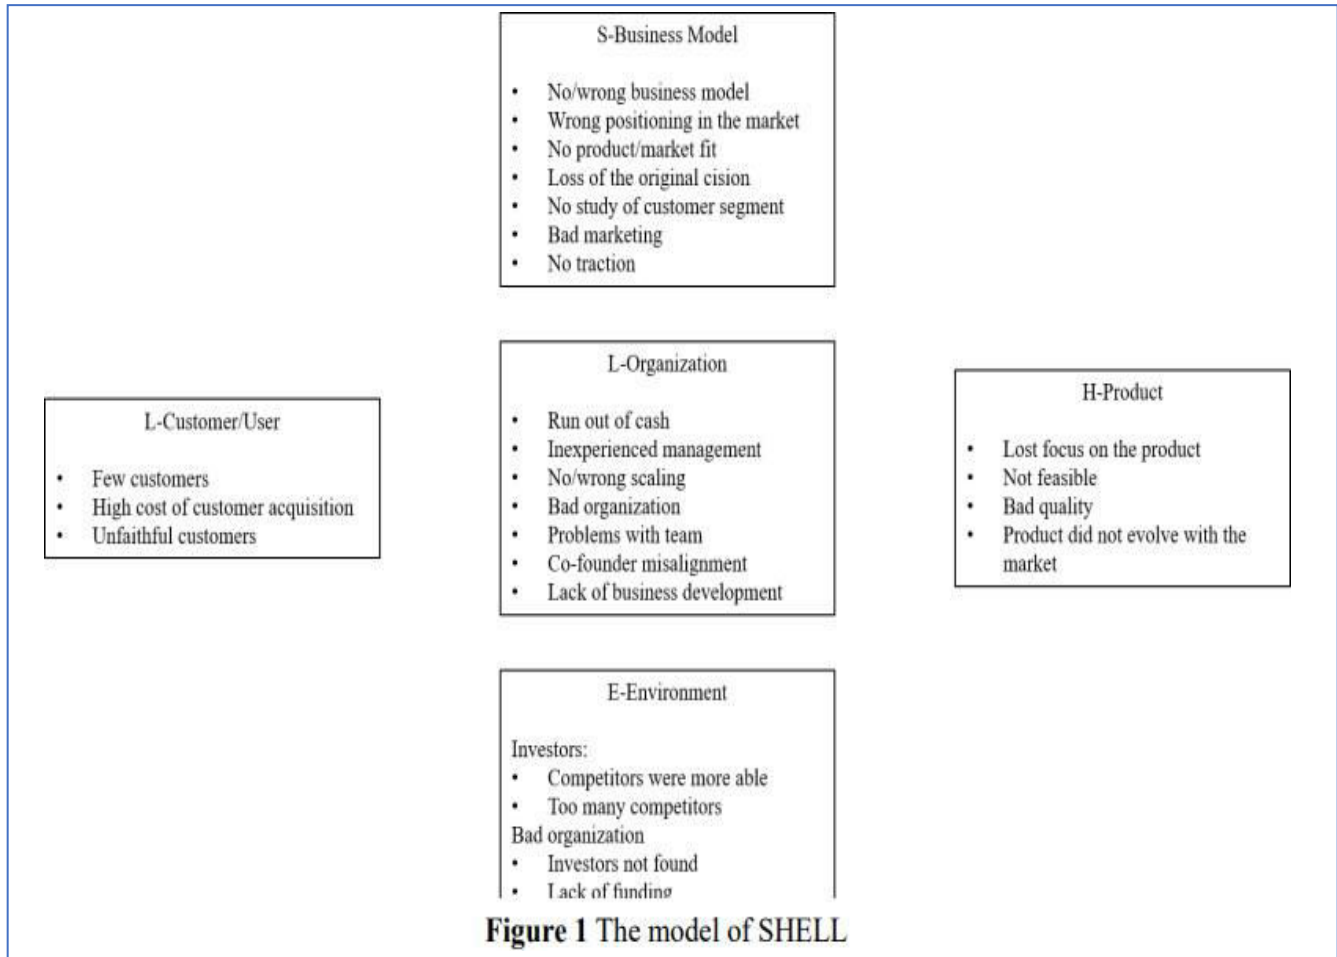 S-Business Model
• No/wrong business model
• Wrong positioning in the market
• No product/market fit
• Loss of the original cision
• No study of customer segment
• Bad marketing
• No traction
L-Customer/User
• Few customers
• High cost of customer acquisition
• Unfaithful customers
L-Organization
• Run out of cash
• Inexperienced management
• No/wrong scaling
• Bad organization
• Problems with team
• Co-founder misalignment
• Lack of business development
H-Product
• Lost focus on the product
• Not feasible
• Bad quality
• Product did not evolve with the
market
E-Environment
Investors:
• Competitors were more able
• Too many competitors
Bad organization
• Investors not found
• Lack of funding
Figure 1 The model of SHELL